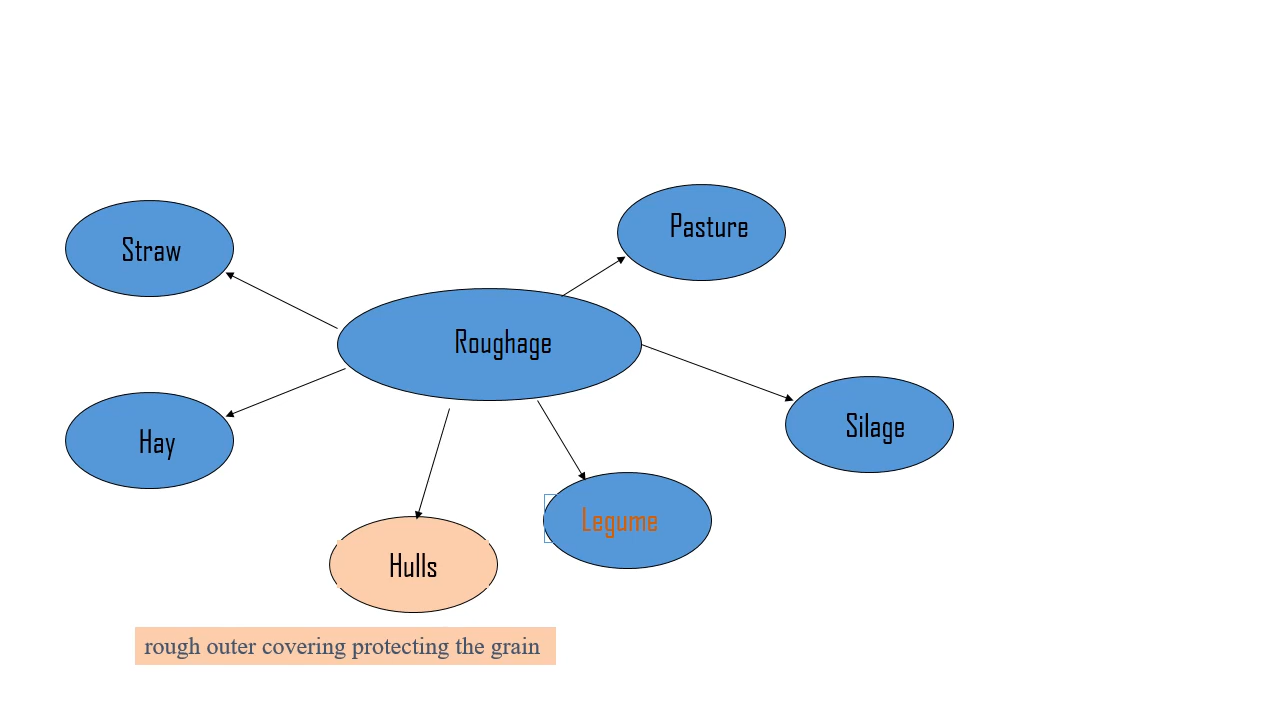 Pasture
Straw
Roughage
Silage
Hay
Legume
Hulls
rough outer covering protecting the grain